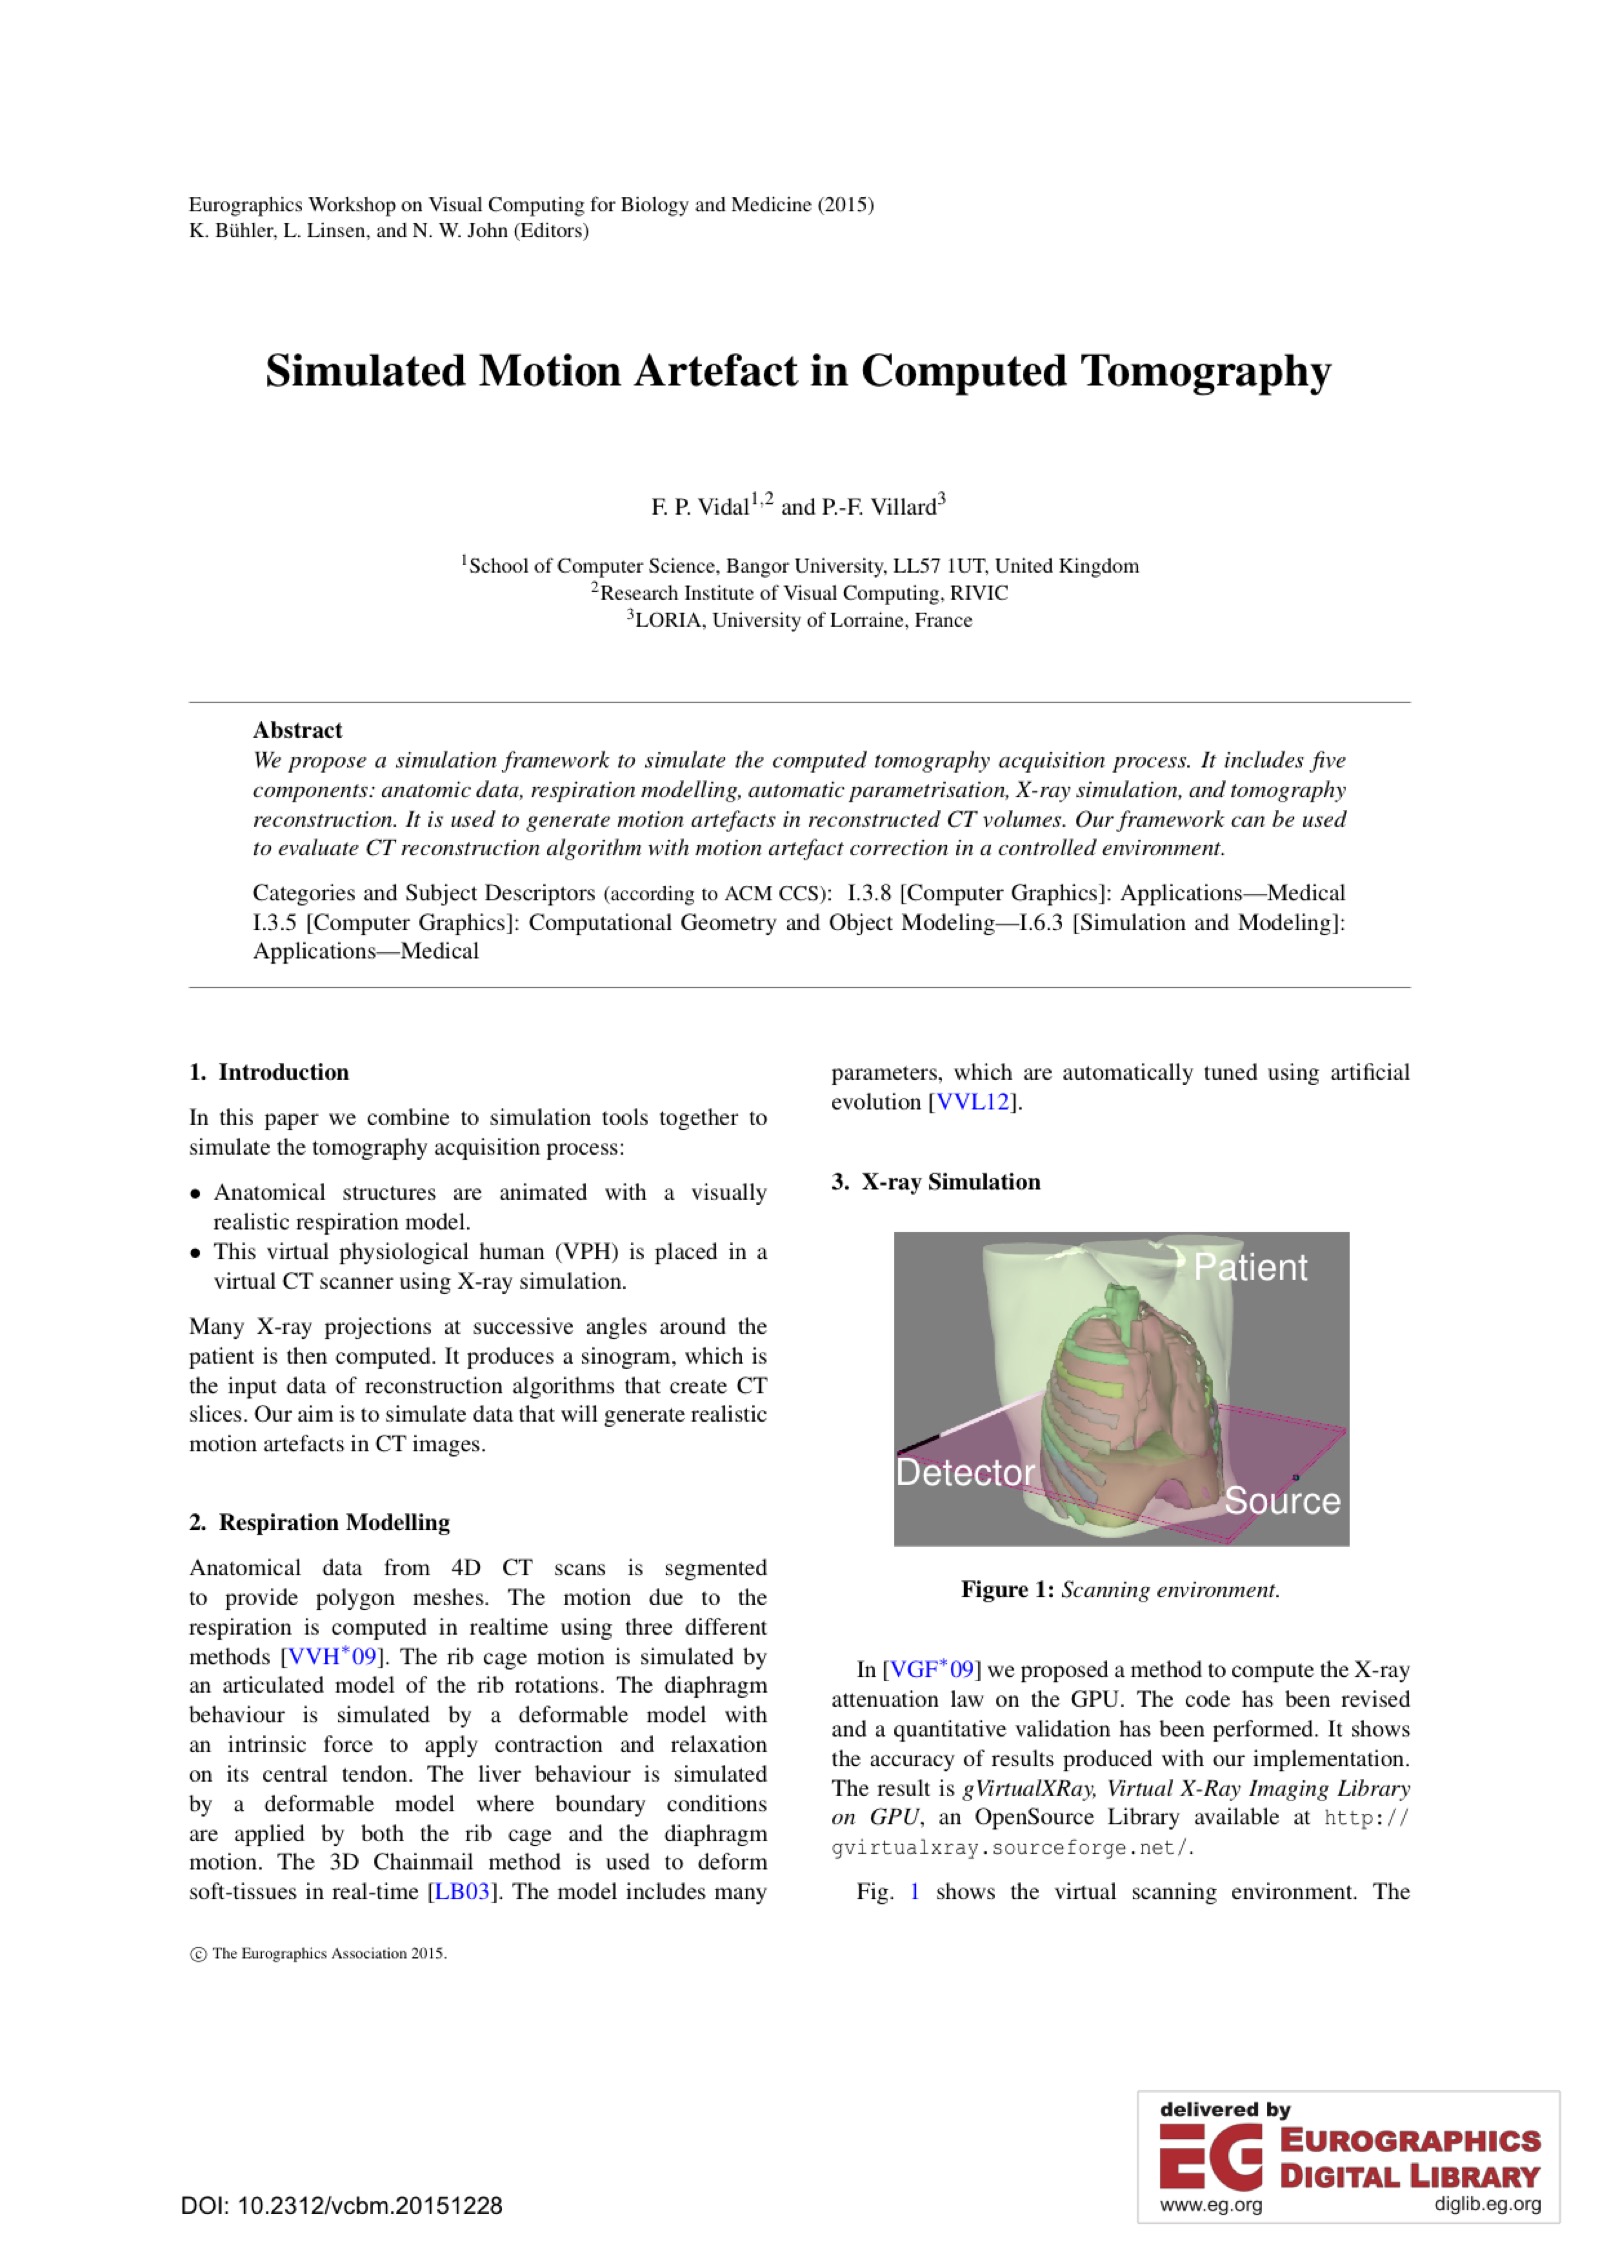 Eurographics Workshop on Visual Computing for Biology and Medicine (2015)
K. Bühler, L. Linsen, and N. W. John (Editors)
Simulated Motion Artefact in Computed Tomography
F. P. Vidal1,2 and P.-F. Villard3
1School of Computer Science, Bangor University, LL57 1UT, United Kingdom
2Research Institute of Visual Computing, RIVIC
3LORIA, University of Lorraine, France
Abstract
We propose a simulation framework to simulate the computed tomography acquisition process. It includes five
components: anatomic data, respiration modelling, automatic parametrisation, X-ray simulation, and tomography
reconstruction. It is used to generate motion artefacts in reconstructed CT volumes. Our framework can be used
to evaluate CT reconstruction algorithm with motion artefact correction in a controlled environment.
Categories and Subject Descriptors (according to ACM CCS): I.3.8 [Computer Graphics]: Applications—Medical
I.3.5 [Computer Graphics]: Computational Geometry and Object Modeling—I.6.3 [Simulation and Modeling]:
Applications—Medical
1. Introduction
In this paper we combine to simulation tools together to
simulate the tomography acquisition process:
• Anatomical structures are animated with a visually
realistic respiration model.
• This virtual physiological human (VPH) is placed in a
virtual CT scanner using X-ray simulation.
Many X-ray projections at successive angles around the
patient is then computed. It produces a sinogram, which is
the input data of reconstruction algorithms that create CT
slices. Our aim is to simulate data that will generate realistic
motion artefacts in CT images.
2. Respiration Modelling
Anatomical data from 4D CT scans is segmented
to provide polygon meshes. The motion due to the
respiration is computed in realtime using three different
methods [VVH*09]. The rib cage motion is simulated by
an articulated model of the rib rotations. The diaphragm
behaviour is simulated by a deformable model with
an intrinsic force to apply contraction and relaxation
on its central tendon. The liver behaviour is simulated
by a deformable model where boundary conditions
are applied by both the rib cage and the diaphragm
motion. The 3D Chainmail method is used to deform
soft-tissues in real-time [LB03]. The model includes many
parameters, which are automatically tuned using artificial
evolution [VVL12].
3. X-ray Simulation
Patient
Detector
Source
Figure 1: Scanning environment.
In [VGF*09] we proposed a method to compute the X-ray
attenuation law on the GPU. The code has been revised
and a quantitative validation has been performed. It shows
the accuracy of results produced with our implementation.
The result is gVirtualXRay, Virtual X-Ray Imaging Library
on GPU, an OpenSource Library available at http://
gvirtualxray.sourceforge.net/.
Fig. 1 shows the virtual scanning environment. The
© The Eurographics Association 2015.
delivered by
EG EUROGRAPHICS
DIGITAL LIBRARY
www.eg.org diglib.eg.org
DOI: 10.2312/vcbm.20151228